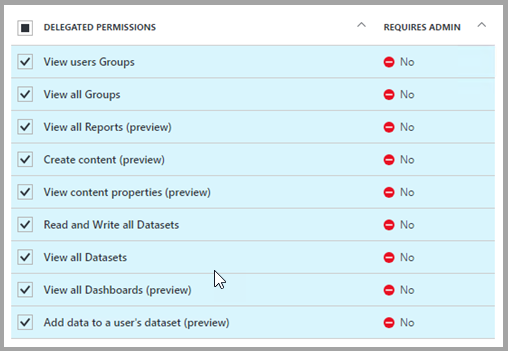 DELEGATED PERMISSIONS REQUIRES ADMIN
View users Groups No
View all Groups No
View all Reports (preview) No
Create content (preview) No
View content properties (preview) No
Read and Write all Datasets No
View all Datasets No
View all Dashboards (preview) No
Add data to a user's dataset (preview) No